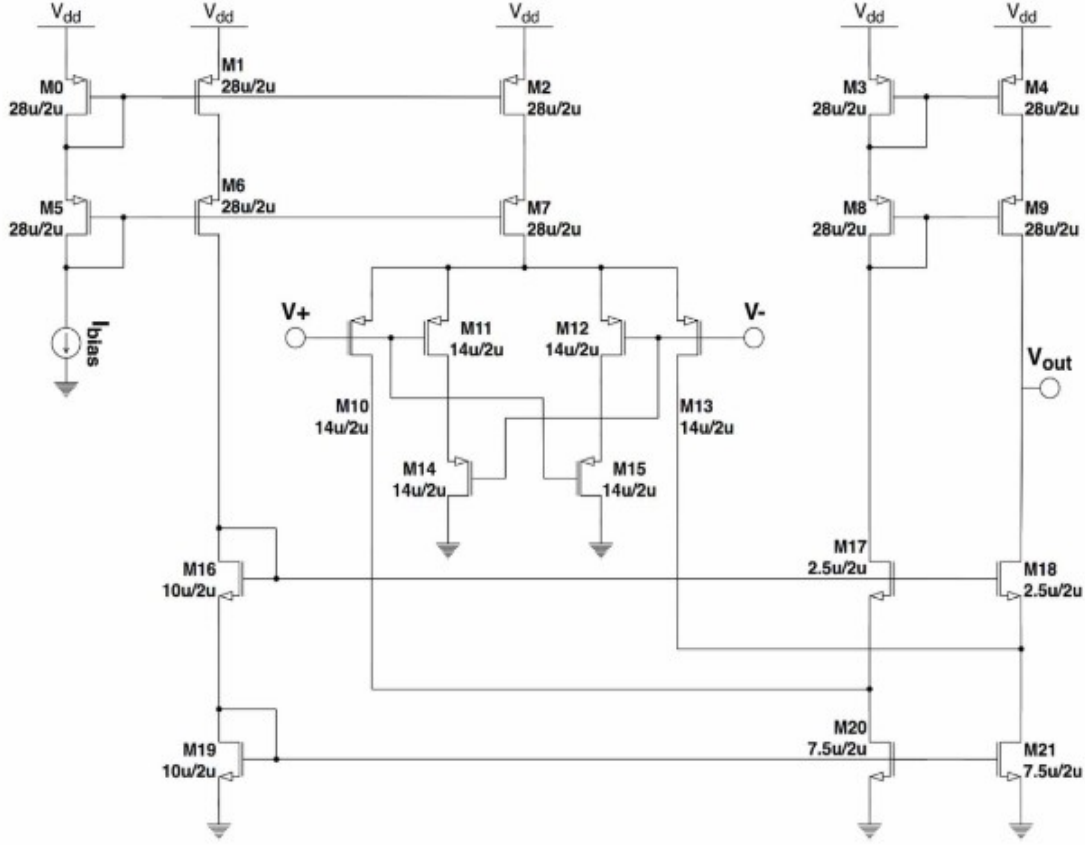 Vdd
Vdd
Vdd
Vdd
Vdd
M0
28u/2u
M1
28u/2u
M2
28u/2u
M3
28u/2u
M4
28u/2u
M5
28u/2u
M6
28u/2u
M7
28u/2u
M8
28u/2u
M9
28u/2u
Ibias
V+
M11
14u/2u
M12
14u/2u
V-
Vout
M10
14u/2u
M13
14u/2u
M14
14u/2u
M15
14u/2u
M16
10u/2u
M17
2.5u/2u
M18
2.5u/2u
M19
10u/2u
M20
7.5u/2u
M21
7.5u/2u